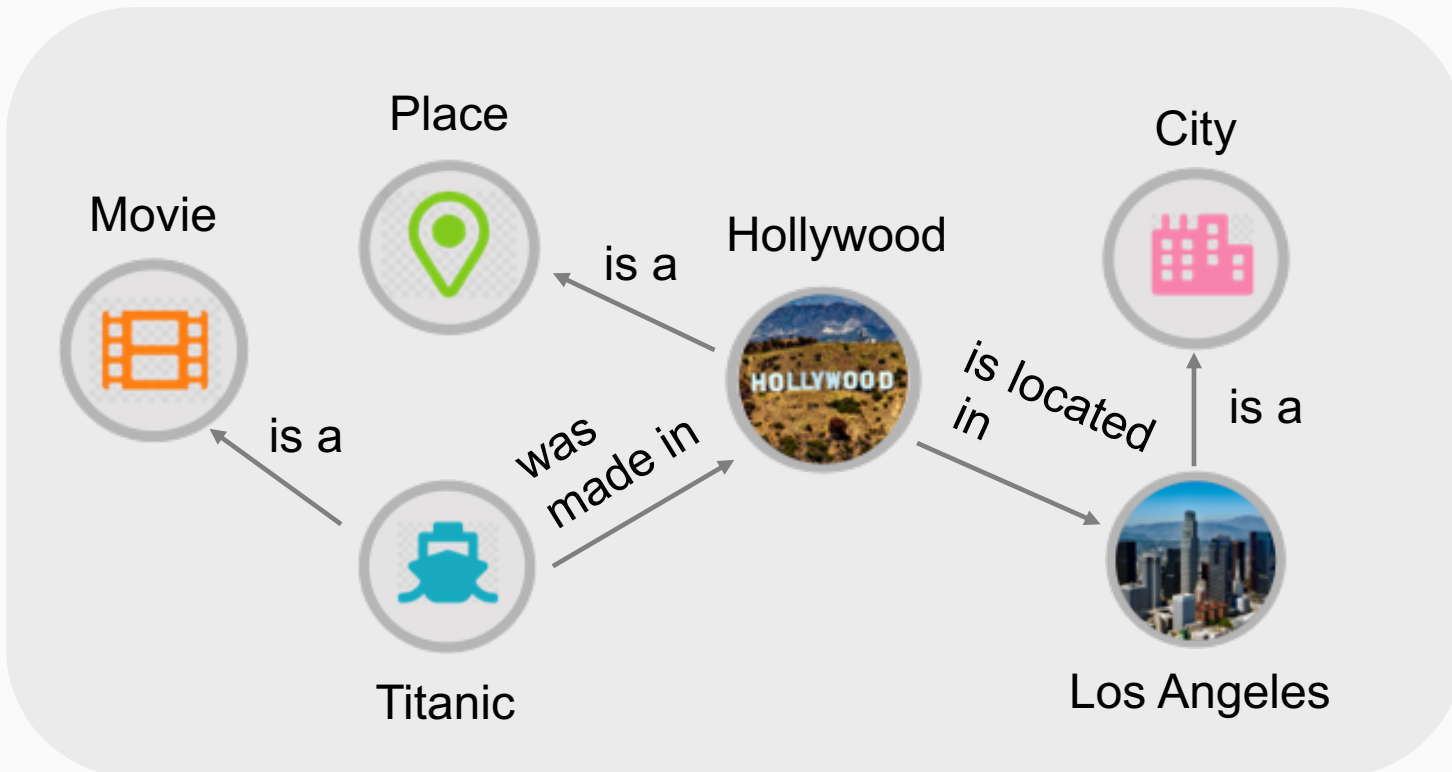 Place
City
Movie
Hollywood
is a
HOLLYWOOD
is located
in
is a
is a
was
made in
Titanic
Los Angeles